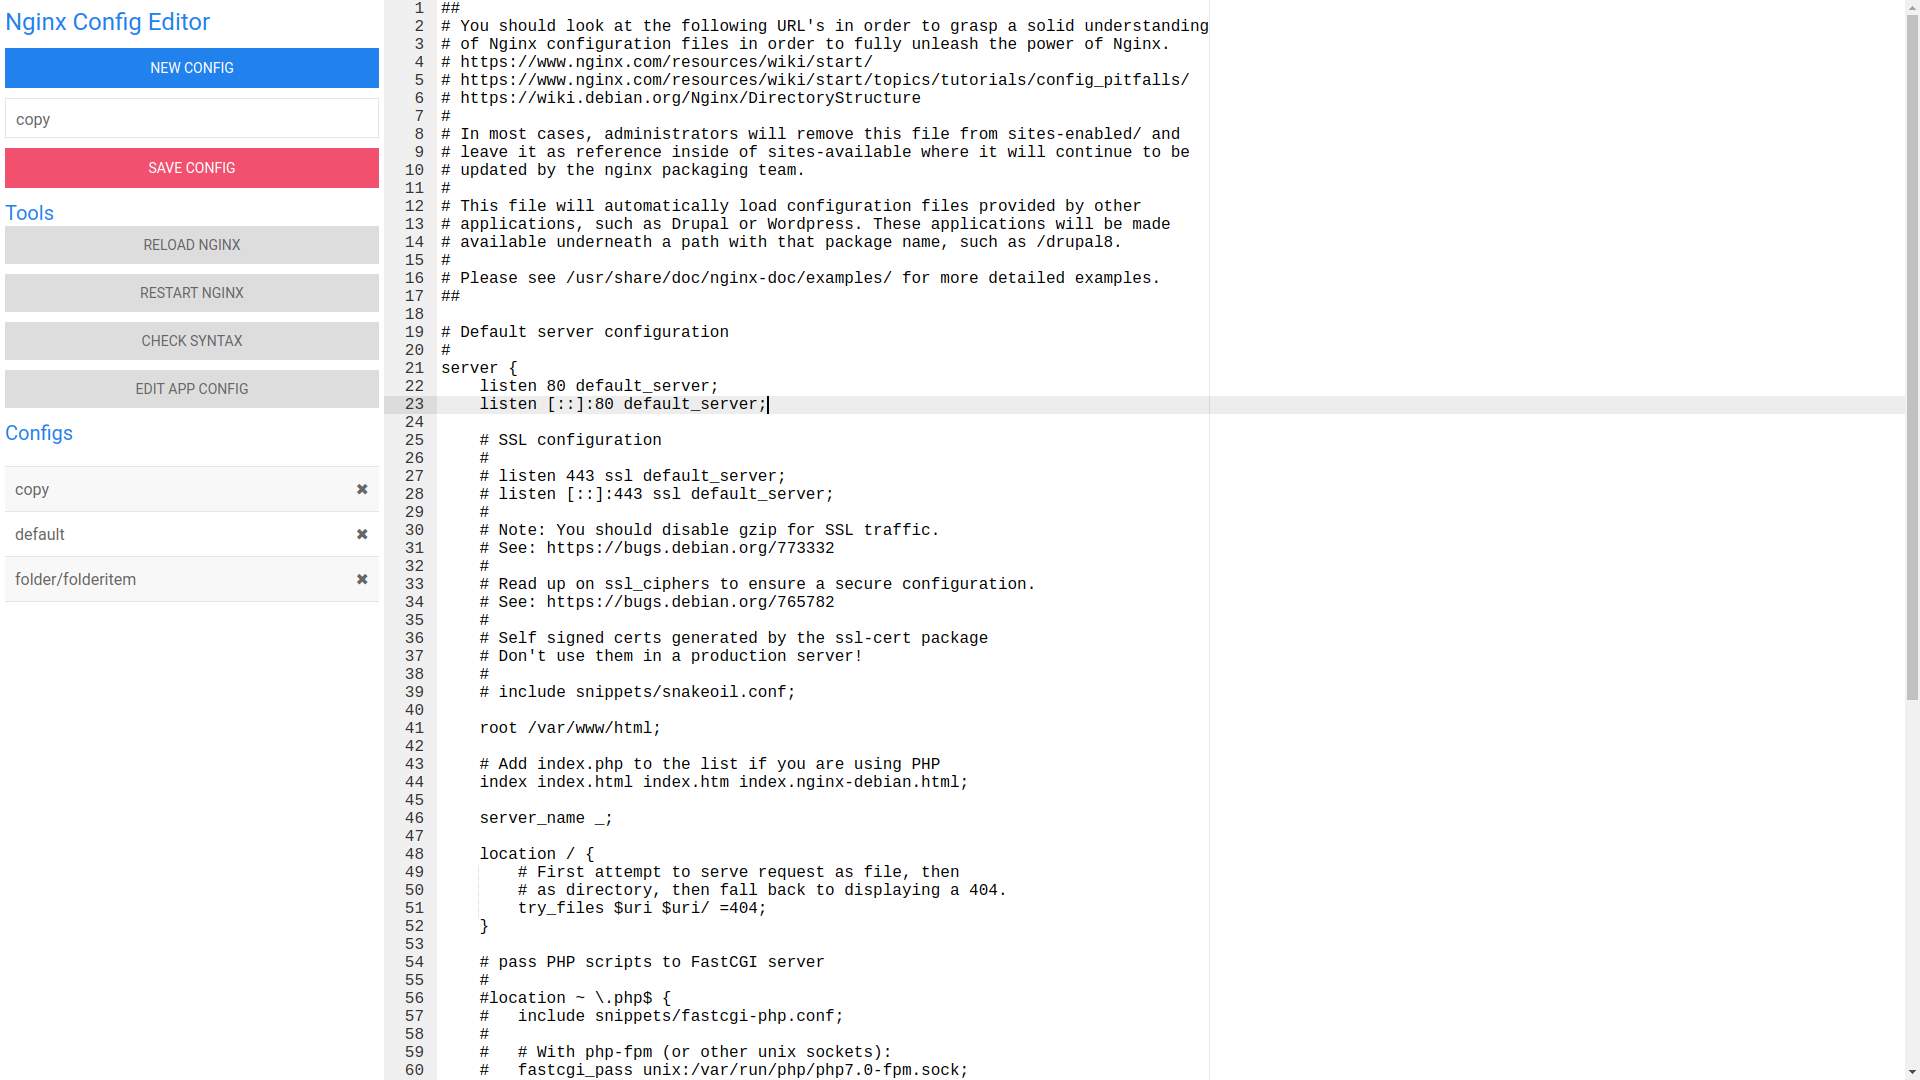 Nginx Config Editor
NEW CONFIG
copy
SAVE CONFIG
Tools
RELOAD NGINX
RESTART NGINX
CHECK SYNTAX
EDIT APP CONFIG
Configs
copy ✖
default ✖
folder/folderitem ✖
1 ##
2 # You should look at the following URL's in order to grasp a solid understanding
3 # of Nginx configuration files in order to fully unleash the power of Nginx.
4 # https://www.nginx.com/resources/wiki/start/
5 # https://www.nginx.com/resources/wiki/start/topics/tutorials/config_pitfalls/
6 # https://wiki.debian.org/Nginx/DirectoryStructure
7 #
8 # In most cases, administrators will remove this file from sites-enabled/ and
9 # leave it as reference inside of sites-available where it will continue to be
10 # updated by the nginx packaging team.
11 #
12 # This file will automatically load configuration files provided by other
13 # applications, such as Drupal or Wordpress. These applications will be made
14 # available underneath a path with that package name, such as /drupal8.
15 #
16 # Please see /usr/share/doc/nginx-doc/examples/ for more detailed examples.
17 ##
18
19 # Default server configuration
20 #
21 server {
22     listen 80 default_server;
23     listen [::]:80 default_server;
24
25     # SSL configuration
26     #
27     # listen 443 ssl default_server;
28     # listen [::]:443 ssl default_server;
29     #
30     # Note: You should disable gzip for SSL traffic.
31     # See: https://bugs.debian.org/773332
32     #
33     # Read up on ssl_ciphers to ensure a secure configuration.
34     # See: https://bugs.debian.org/765782
35     #
36     # Self signed certs generated by the ssl-cert package
37     # Don't use them in a production server!
38     #
39     # include snippets/snakeoil.conf;
40
41     root /var/www/html;
42
43     # Add index.php to the list if you are using PHP
44     index index.html index.htm index.nginx-debian.html;
45
46     server_name _;
47
48     location / {
49         # First attempt to serve request as file, then
50         # as directory, then fall back to displaying a 404.
51         try_files $uri $uri/ =404;
52     }
53
54     # pass PHP scripts to FastCGI server
55     #
56     #location ~ \.php$ {
57     #   include snippets/fastcgi-php.conf;
58     #
59     #   # With php-fpm (or other unix sockets):
60     #   fastcgi_pass unix:/var/run/php/php7.0-fpm.sock;